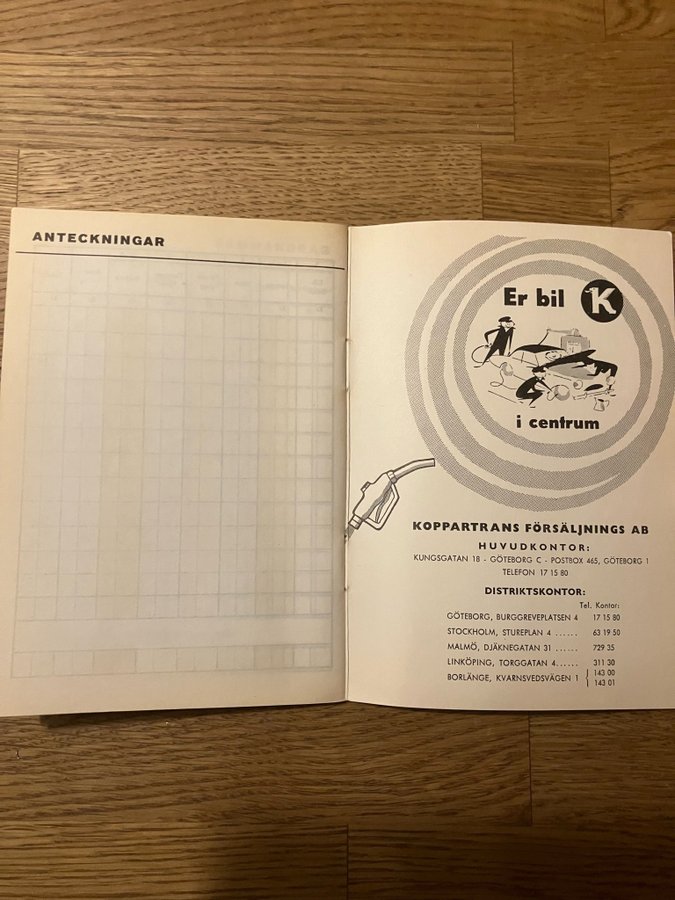 ANTECKNINGAR
Er bil K
i centrum
KOPPARTRANS FÖRSÄLJNINGS AB
HUVUDKONTOR:
KUNGSGATAN 18 - GÖTEBORG C - POSTBOX 465, GÖTEBORG 1
TELEFON 17 15 80
DISTRIKTSKONTOR:
Tel. Kontor:
GÖTEBORG, BURGGREVEPLATSEN 4 17 15 80
STOCKHOLM, STUREPLAN 4 ...... 63 19 50
MALMÖ, DJÄKNEGATAN 31 ...... 729 35
LINKÖPING, TORGGATAN 4...... 311 30
BORLÄNGE, KVARNSVEDSVÄGEN 1 { 143 00
143 01